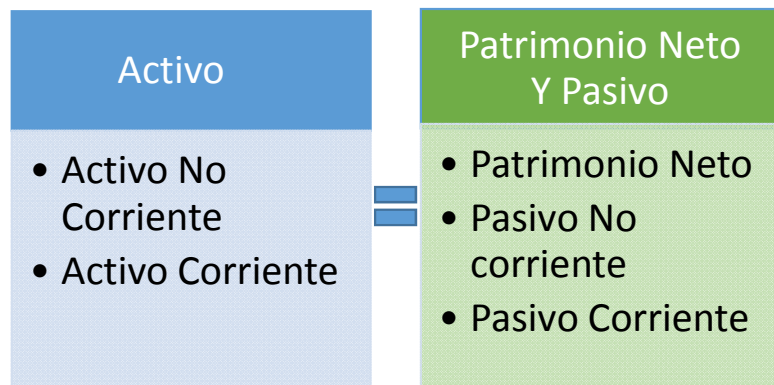 Activo
• Activo No
Corriente
• Activo Corriente
=
Patrimonio Neto
Y Pasivo
• Patrimonio Neto
• Pasivo No
corriente
• Pasivo Corriente